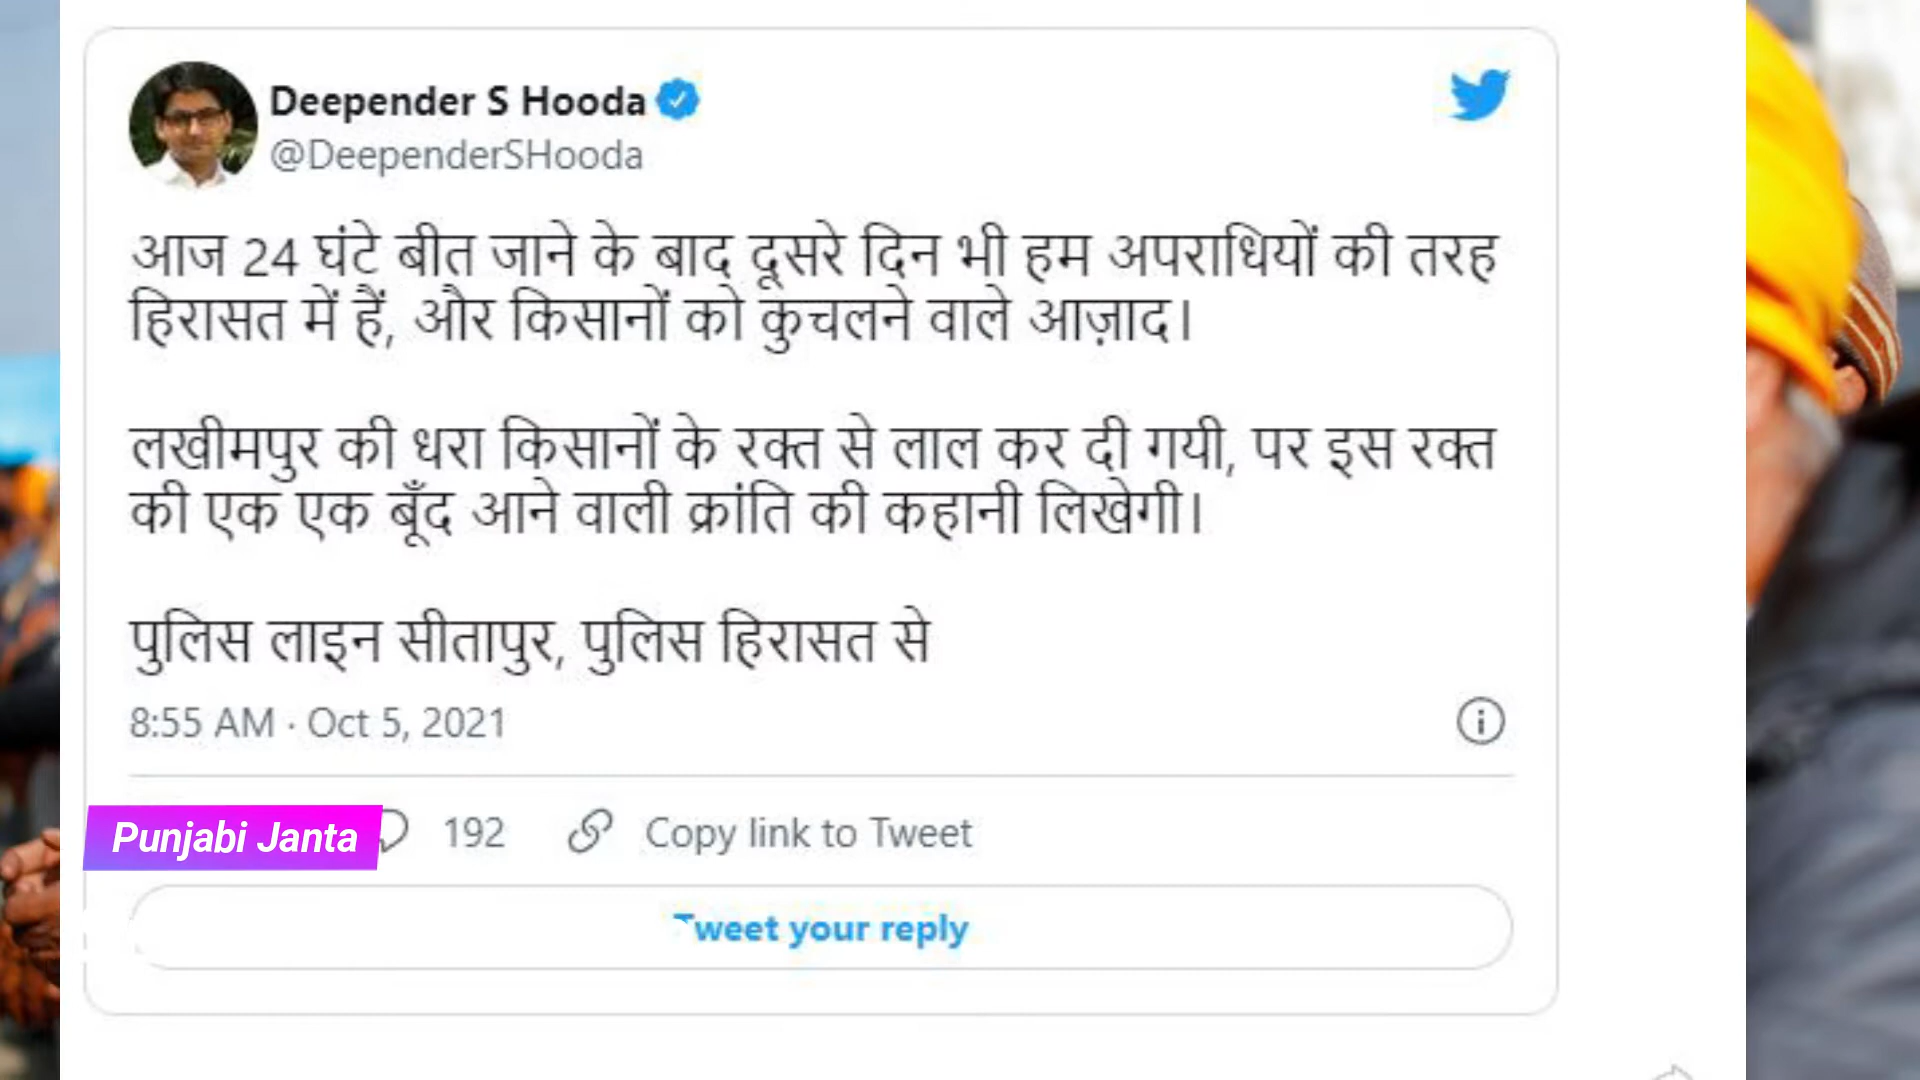 Deepender S Hooda
@DeependerSHooda
आज 24 घंटे बीत जाने के बाद दूसरे दिन भी हम अपराधियों की तरह
हिरासत में हैं, और किसानों को कुचलने वाले आज़ाद।
लखीमपुर की धरा किसानों के रक्त से लाल कर दी गयी, पर इस रक्त
की एक एक बूँद आने वाली क्रांति की कहानी लिखेगी।
पुलिस लाइन सीतापुर, पुलिस हिरासत से
8:55 AM · Oct 5, 2021
Punjabi Janta 192 Copy link to Tweet
Tweet your reply